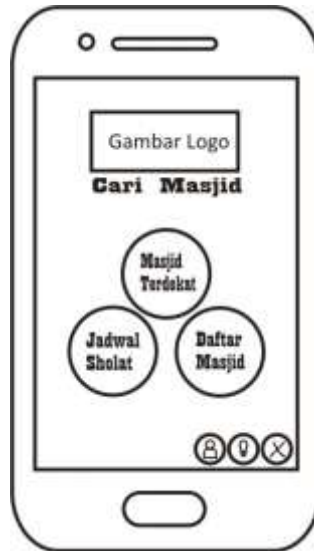 Gambar Logo
Cari Masjid
Masjid
Terdekat
Jadwal
Sholat
Daftar
Masjid